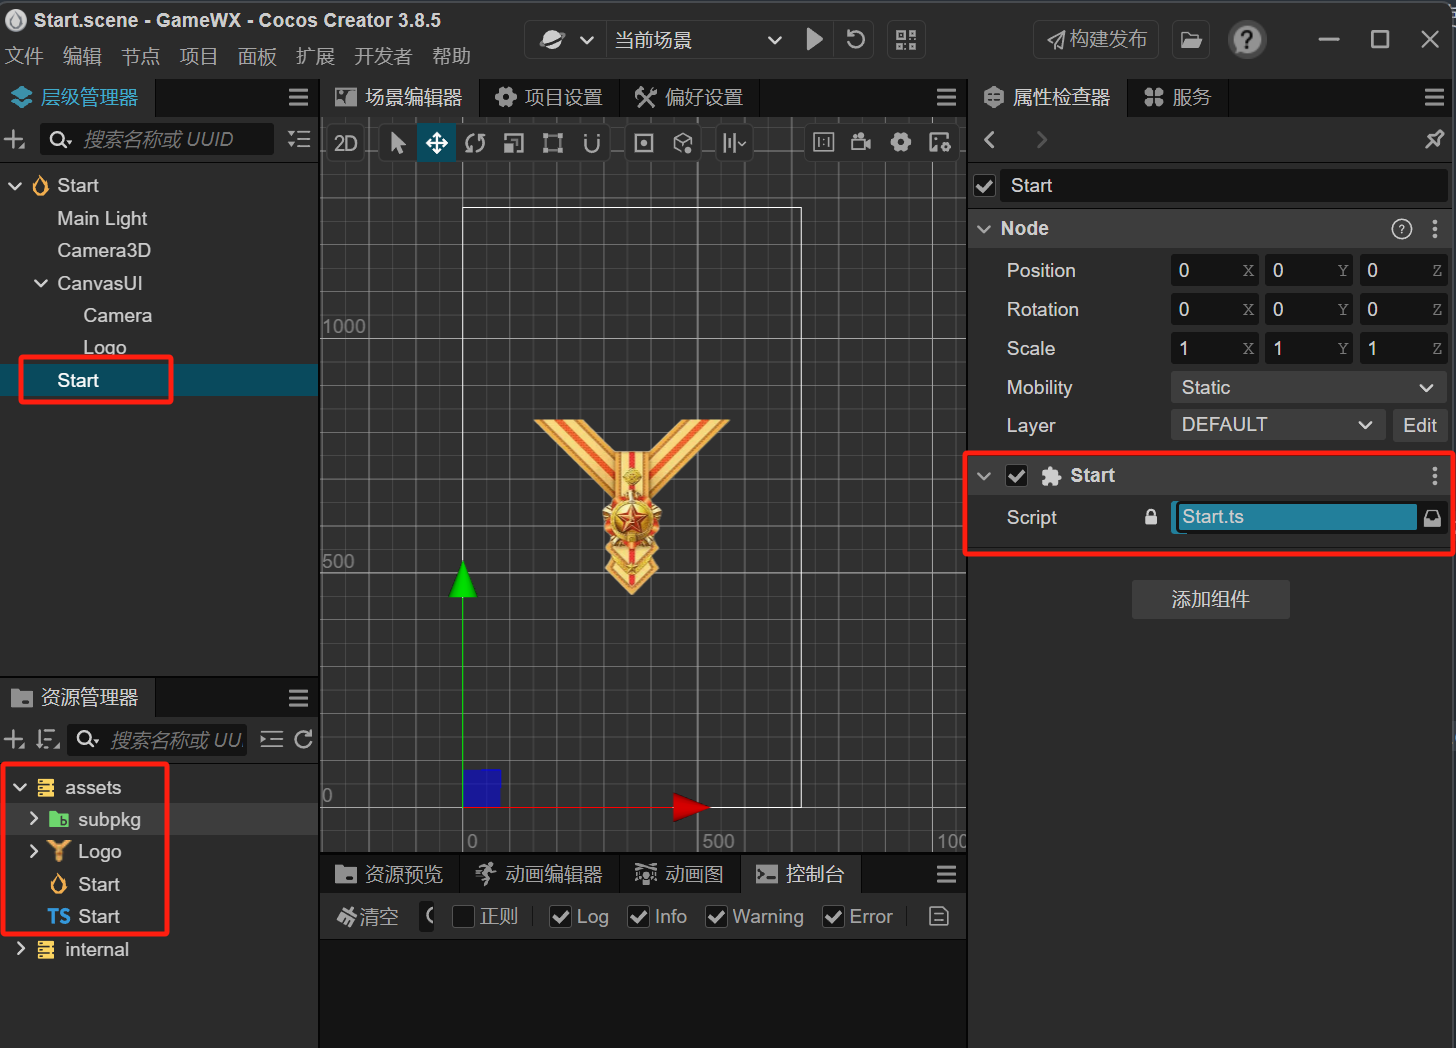 Start.scene - GameWX - Cocos Creator 3.8.5
文件 编辑 节点 项目 面板 扩展 开发者 帮助
当前场景
构建发布
层级管理器
搜索名称或 UUID
Start
Main Light
Camera3D
CanvasUI
Camera
Logo
Start
资源管理器
搜索名称或 UU
assets
subpkg
Logo
Start
TS Start
internal
场景编辑器 项目设置 偏好设置
2D
1:1
1000
500
0
0 500 100
资源预览 动画编辑器 动画图 控制台
清空 正则 Log Info Warning Error
属性检查器 服务
Start
Node
Position 0 X 0 Y 0 Z
Rotation 0 X 0 Y 0 Z
Scale 1 X 1 Y 1 Z
Mobility Static
Layer DEFAULT Edit
Start
Script Start.ts
添加组件